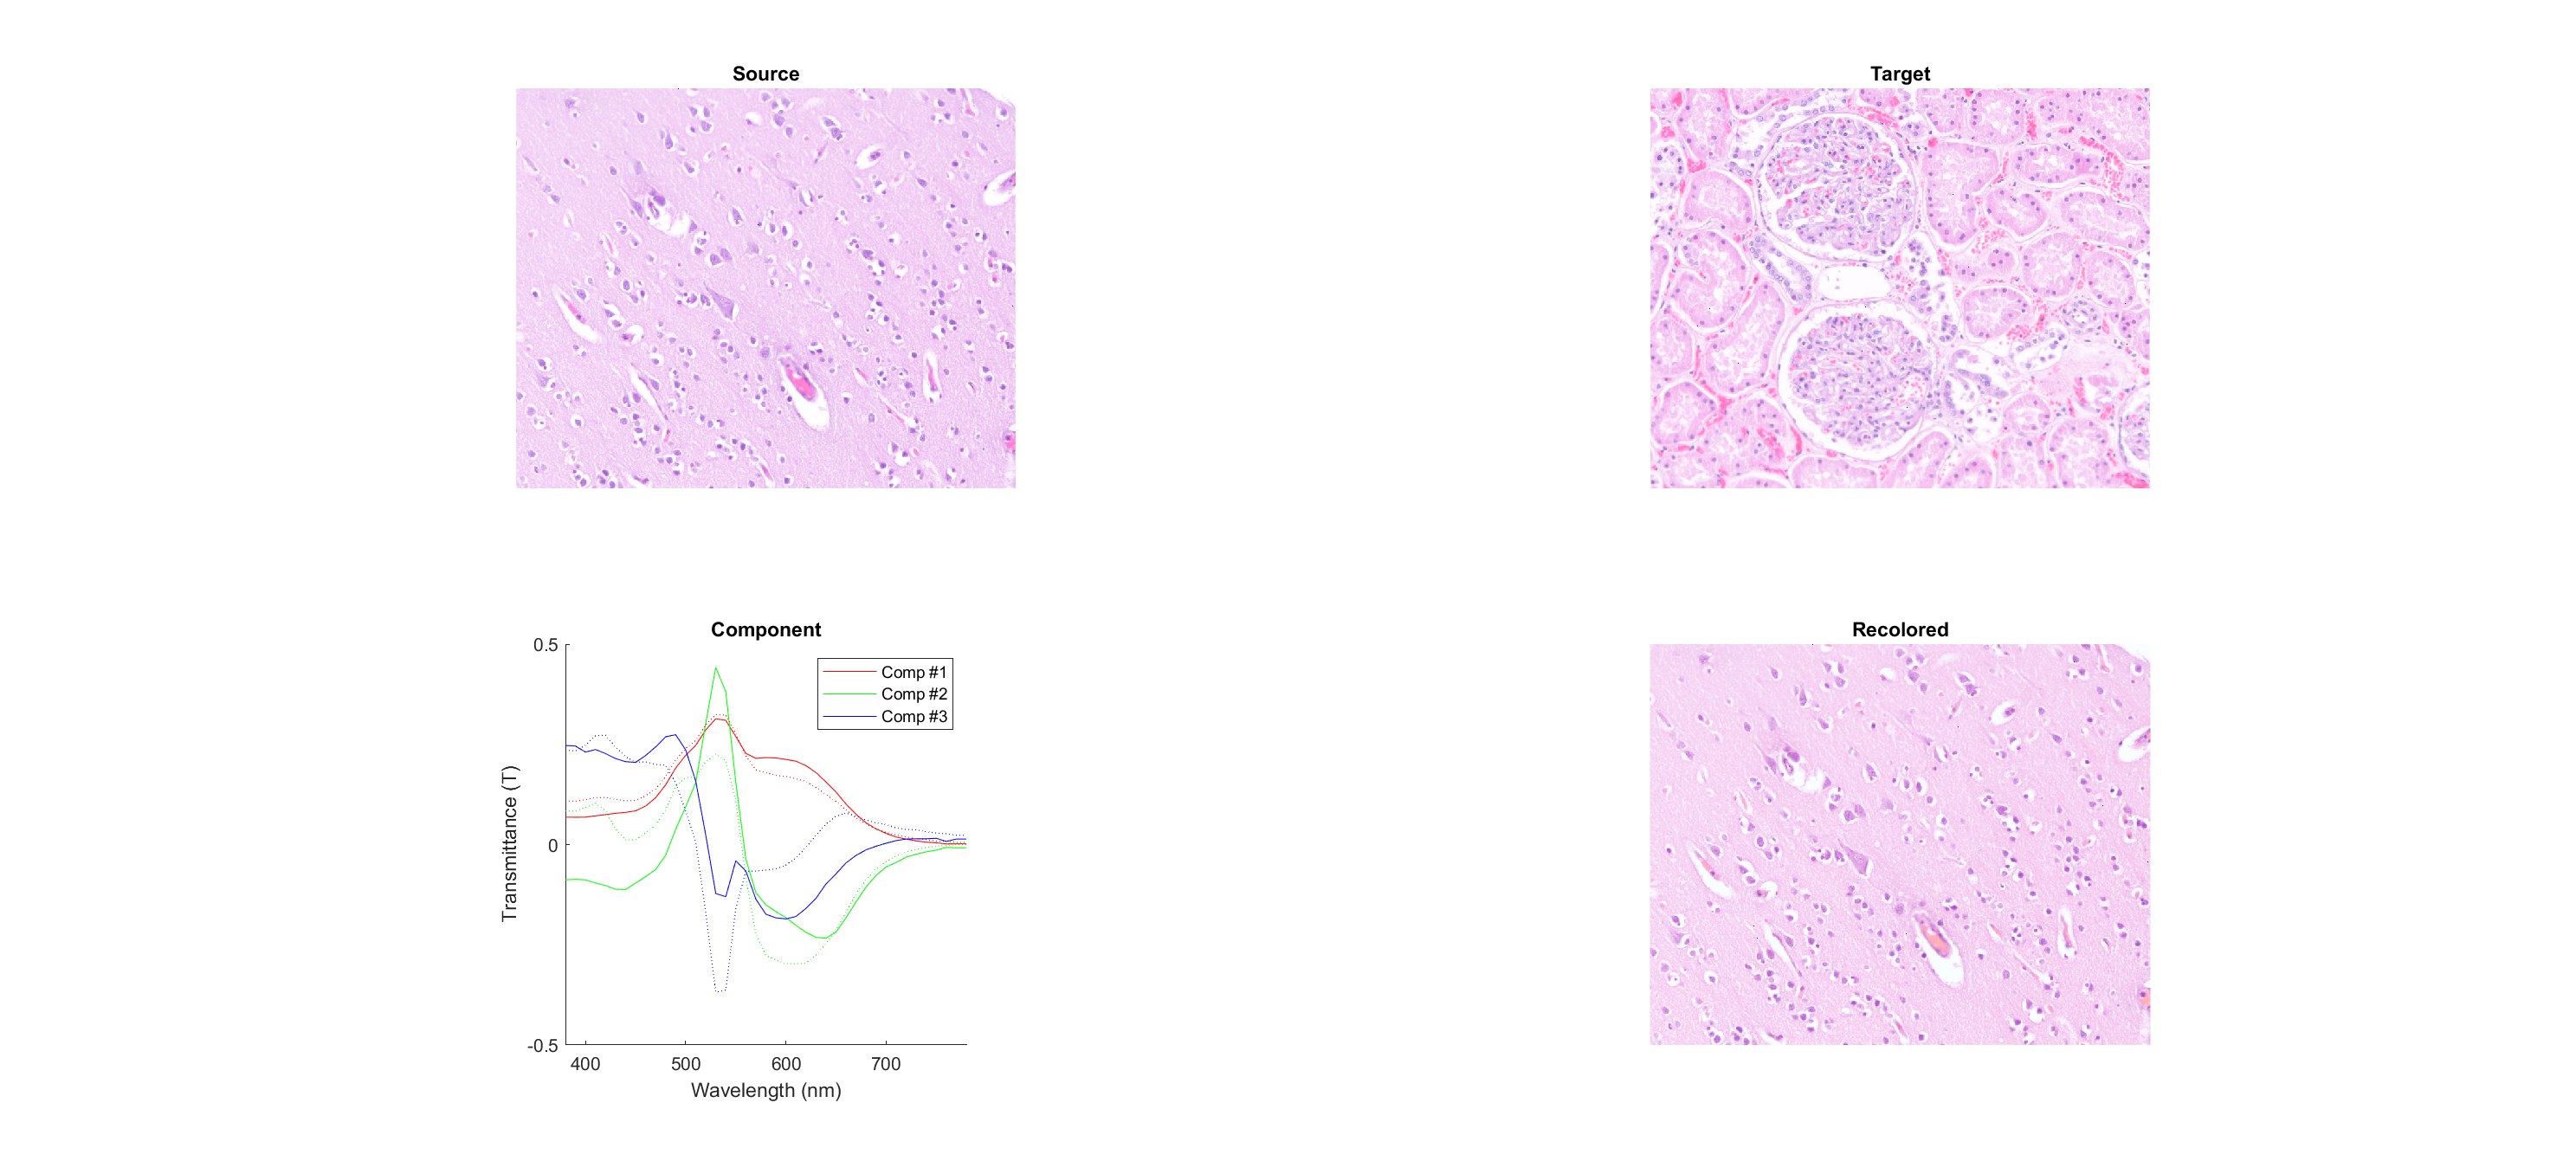 Source
Target
Component
0.5
0
-0.5
Transmittance (T)
Comp #1
Comp #2
Comp #3
400 500 600 700
Wavelength (nm)
Recolored